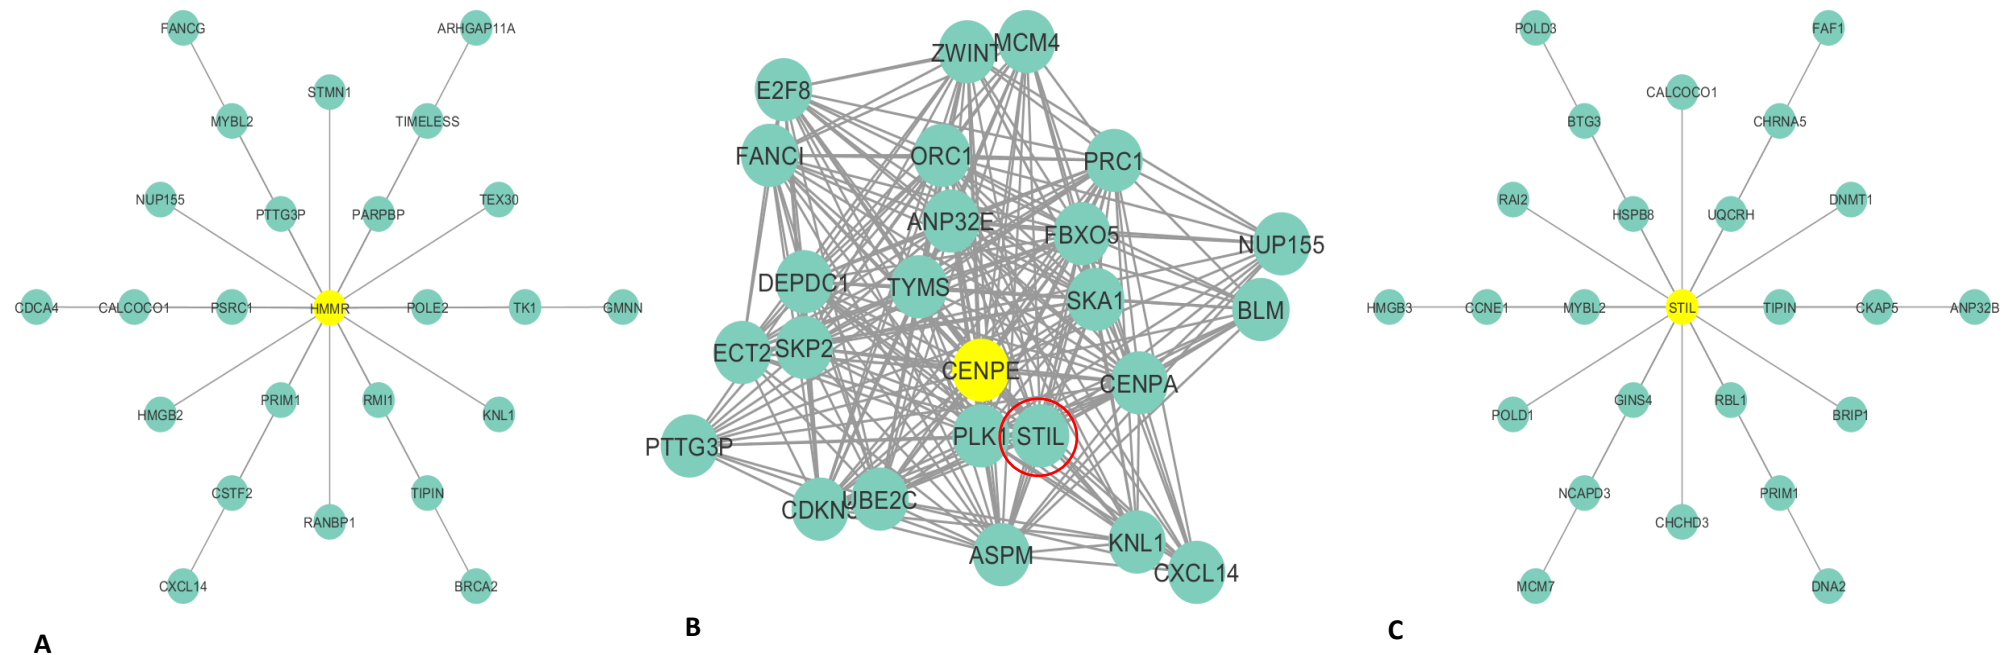 FANCG
ARHGAP11A
STMN1
MYBL2
TIMELESS
NUP155
TEX30
PTTG3P
PARPBP
CDCA4
CALCOCO1
PSRC1
HMMR
POLE2
TK1
GMNN
HMGB2
PRIM1
RMI1
KNL1
CSTF2
TIPIN
RANBP1
CXCL14
BRCA2
A
ZWINT
MCM4
E2F8
FANCI
ORC1
PRC1
ANP32E
FBXO5
NUP155
DEPDC1
TYMS
SKA1
BLM
ECT2
SKP2
CENPE
CENPA
PTTG3P
PLK1
STIL
CDKN3
UBE2C
ASPM
KNL1
CXCL14
B
POLD3
FAF1
CALCOCO1
BTG3
CHRNA5
RAI2
DNMT1
HSPB8
UQCRH
HMGB3
CCNE1
MYBL2
STIL
TIPIN
CKAP5
ANP32B
POLD1
GINS4
RBL1
BRIP1
NCAPD3
PRIM1
CHCHD3
MCM7
DNA2
C